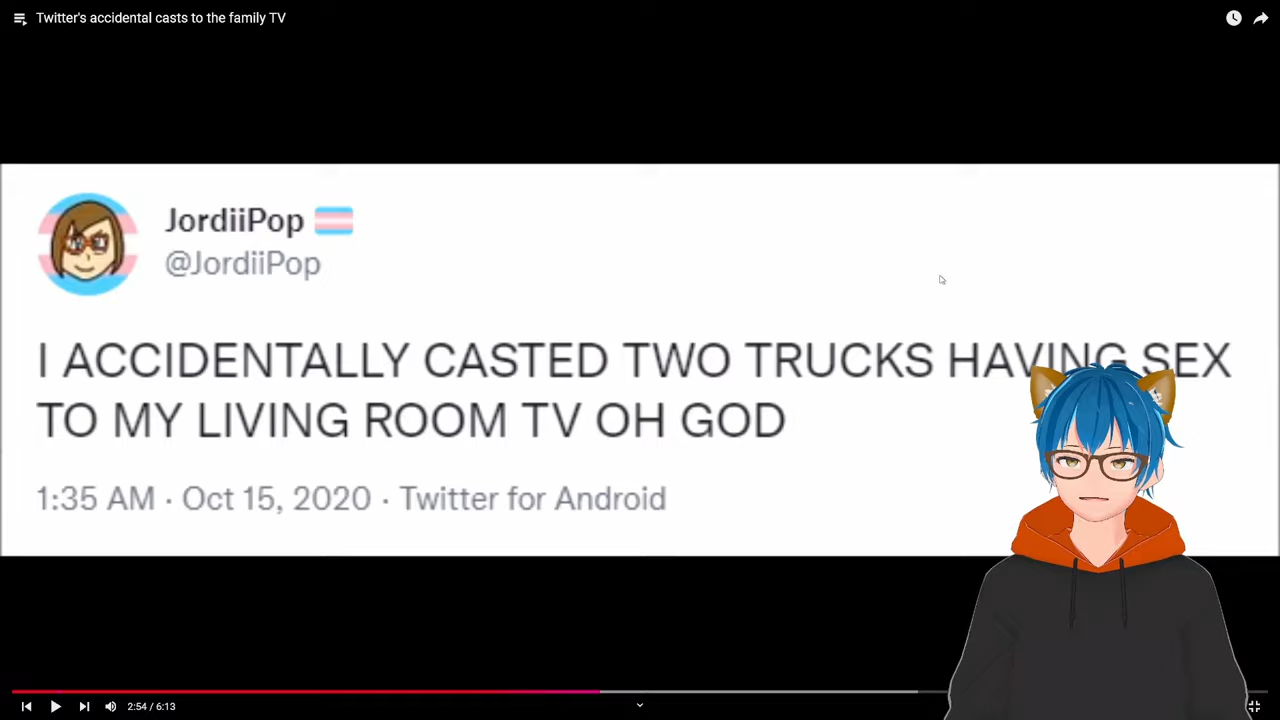 Twitter's accidental casts to the family TV
JordiiPop
@JordiiPop
I ACCIDENTALLY CASTED TWO TRUCKS HAVING SEX
TO MY LIVING ROOM TV OH GOD
1:35 AM · Oct 15, 2020 · Twitter for Android
2:54 / 6:13